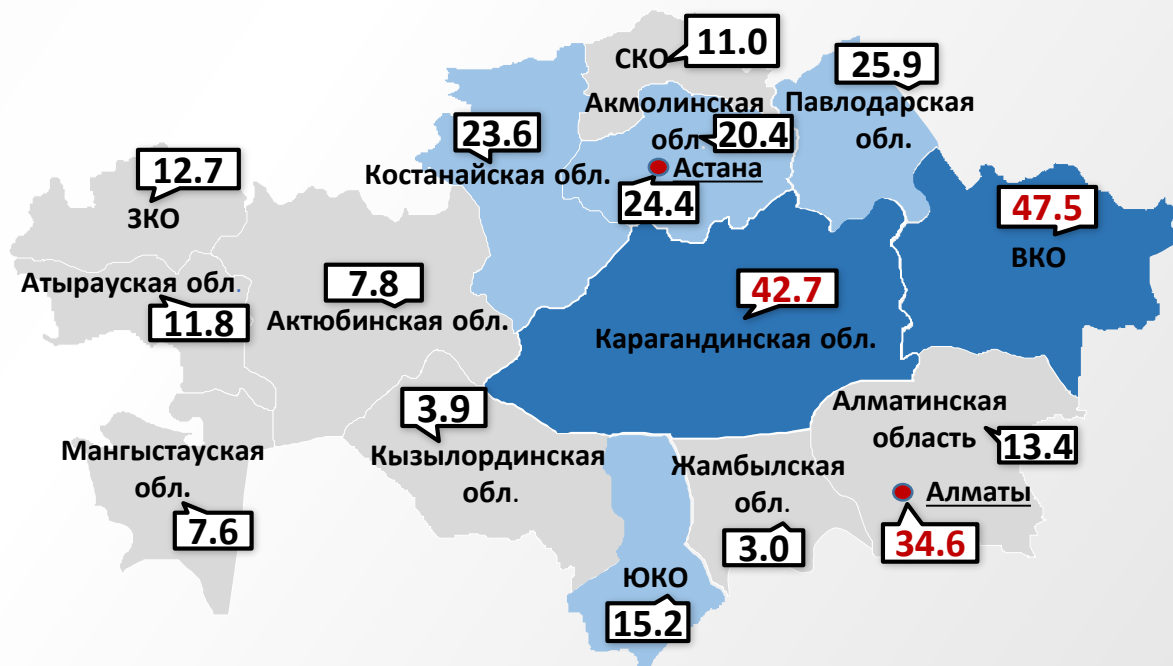 СКО
11.0
25.9
Акмолинская
обл.
20.4
Павлодарская
обл.
23.6
Костанайская обл.
Астана
24.4
12.7
ЗКО
47.5
ВКО
Атырауская обл.
11.8
7.8
Актюбинская обл.
42.7
Карагандинская обл.
3.9
Кызылординская
обл.
Алматинская
область
13.4
Мангыстауская
обл.
7.6
Жамбылская
обл.
3.0
Алматы
34.6
ЮКО
15.2